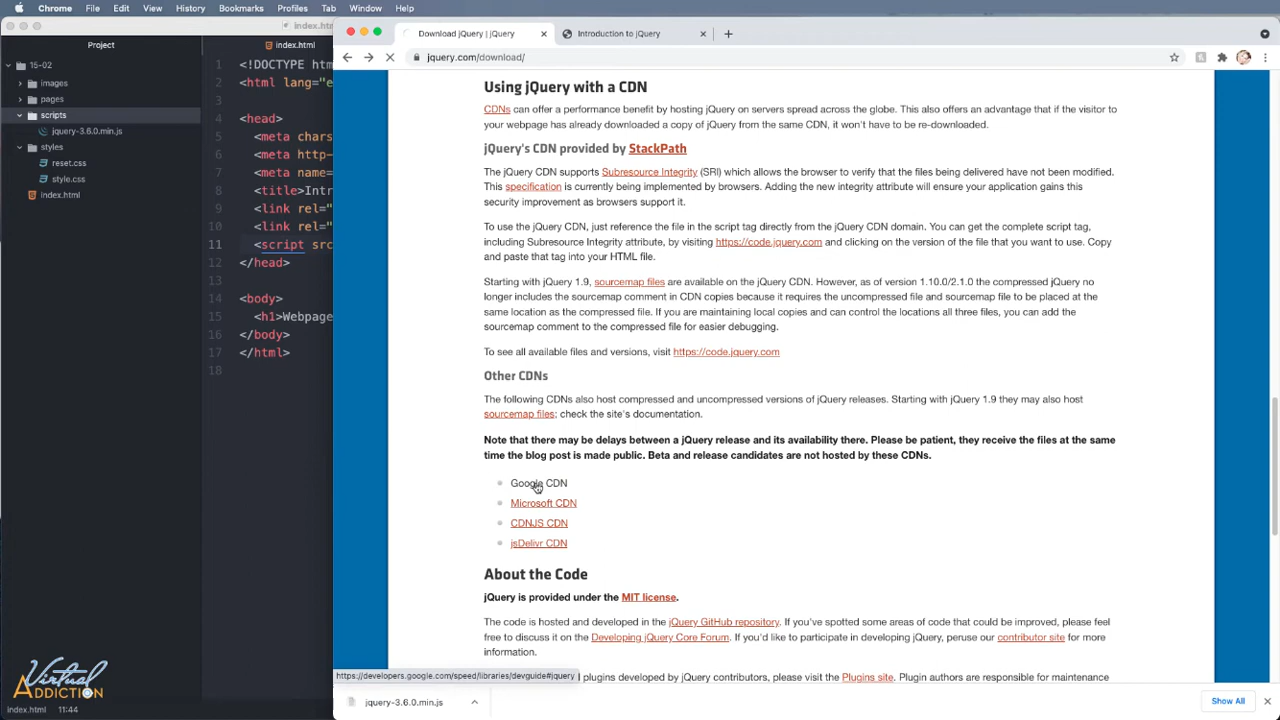 Chrome File Edit View History Bookmarks Profiles Tab Window Help
index.html
Project
index.html
15-02
images
pages
scripts
jquery-3.6.0.min.js
styles
reset.css
style.css
index.html
1 <!DOCTYPE htm
2 <html lang="e
3
4 <head>
5 <meta chars
6 <meta http-
7 <meta name=
8 <title>Intr
9 <link rel="
10 <link rel="
11 <script src
12 </head>
13
14 <body>
15 <h1>Webpage
16 </body>
17 </html>
18
Virtual
ADDICTION
index.html 11:44
Download jQuery | jQuery
Introduction to jQuery
jquery.com/download/
Using jQuery with a CDN
CDNs can offer a performance benefit by hosting jQuery on servers spread across the globe. This also offers an advantage that if the visitor to
your webpage has already downloaded a copy of jQuery from the same CDN, it won't have to be re-downloaded.
jQuery's CDN provided by StackPath
The jQuery CDN supports Subresource Integrity (SRI) which allows the browser to verify that the files being delivered have not been modified.
This specification is currently being implemented by browsers. Adding the new integrity attribute will ensure your application gains this
security improvement as browsers support it.
To use the jQuery CDN, just reference the file in the script tag directly from the jQuery CDN domain. You can get the complete script tag,
including Subresource Integrity attribute, by visiting https://code.jquery.com and clicking on the version of the file that you want to use. Copy
and paste that tag into your HTML file.
Starting with jQuery 1.9, sourcemap files are available on the jQuery CDN. However, as of version 1.10.0/2.1.0 the compressed jQuery no
longer includes the sourcemap comment in CDN copies because it requires the uncompressed file and sourcemap file to be placed at the
same location as the compressed file. If you are maintaining local copies and can control the locations all three files, you can add the
sourcemap comment to the compressed file for easier debugging.
To see all available files and versions, visit https://code.jquery.com
Other CDNs
The following CDNs also host compressed and uncompressed versions of jQuery releases. Starting with jQuery 1.9 they may also host
sourcemap files; check the site's documentation.
Note that there may be delays between a jQuery release and its availability there. Please be patient, they receive the files at the same
time the blog post is made public. Beta and release candidates are not hosted by these CDNs.
Google CDN
Microsoft CDN
CDNJS CDN
jsDelivr CDN
About the Code
jQuery is provided under the MIT license.
The code is hosted and developed in the jQuery GitHub repository. If you've spotted some areas of code that could be improved, please feel
free to discuss it on the Developing jQuery Core Forum. If you'd like to participate in developing jQuery, peruse our contributor site for more
information.
https://developers.google.com/speed/libraries/devguide#jquery
plugins developed by jQuery contributors, please visit the Plugins site. Plugin authors are responsible for maintenance
jquery-3.6.0.min.js
Show All